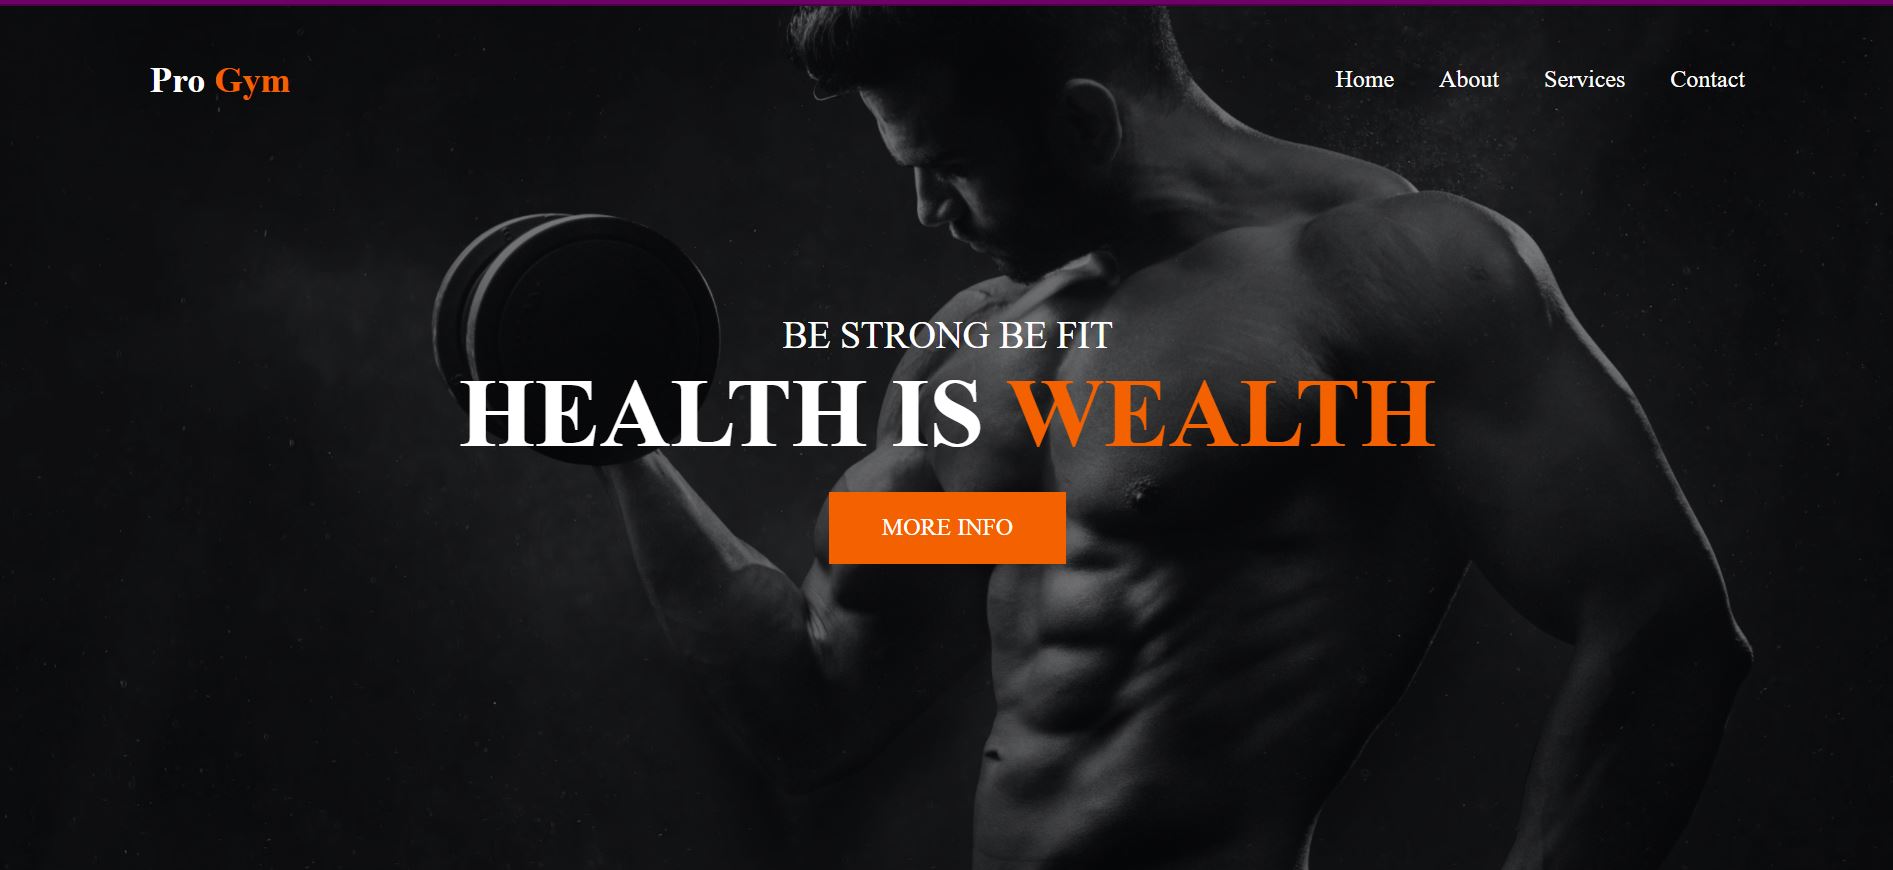 Pro Gym
Home About Services Contact
BE STRONG BE FIT
HEALTH IS WEALTH
MORE INFO